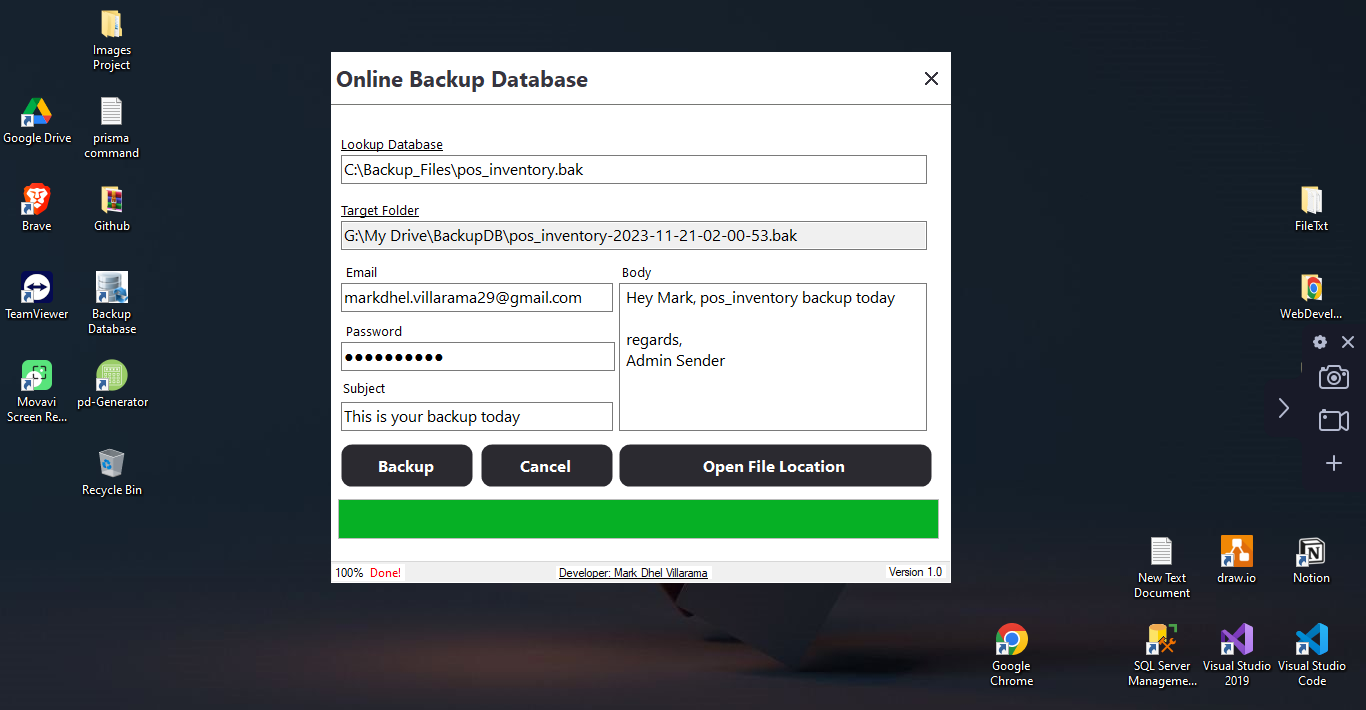 Images
Project
Google Drive
prisma
command
Brave
Github
TeamViewer
Backup
Database
Movavi
Screen Re...
pd-Generator
Recycle Bin
Online Backup Database
Lookup Database
C:\Backup_Files\pos_inventory.bak
Target Folder
G:\My Drive\BackupDB\pos_inventory-2023-11-21-02-00-53.bak
Email
markdhel.villarama29@gmail.com
Password
●●●●●●●●●●
Subject
This is your backup today
Body
Hey Mark, pos_inventory backup today
regards,
Admin Sender
Backup
Cancel
Open File Location
100% Done!
Developer: Mark Dhel Villarama
Version 1.0
FileTxt
WebDevel...
New Text
Document
draw.io
Notion
Google
Chrome
SQL Server
Manageme...
Visual Studio
2019
Visual Studio
Code